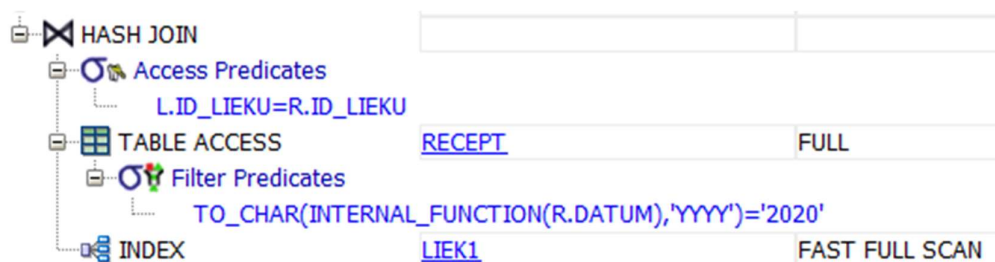 HASH JOIN
Access Predicates
L.ID_LIEKU=R.ID_LIEKU
TABLE ACCESS RECEPT FULL
Filter Predicates
TO_CHAR(INTERNAL_FUNCTION(R.DATUM),'YYYY')='2020'
INDEX LIEK1 FAST FULL SCAN